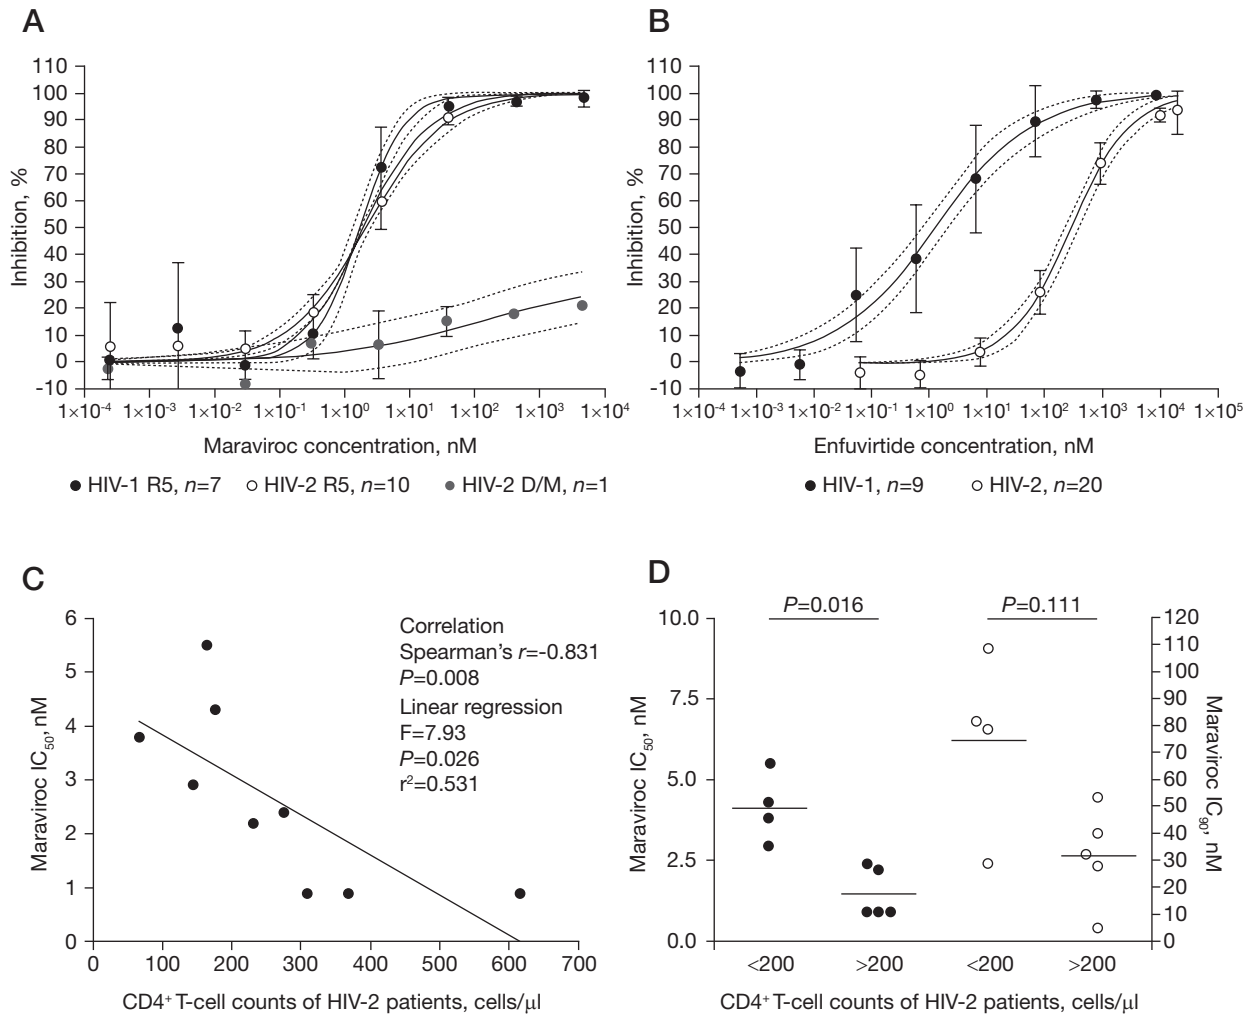 A
110
100
90
80
70
60
50
40
30
20
10
0
-10
Inhibition, %
1×10⁻⁴ 1×10⁻³ 1×10⁻² 1×10⁻¹ 1×10⁰ 1×10¹ 1×10² 1×10³ 1×10⁴
Maraviroc concentration, nM
HIV-1 R5, n=7 HIV-2 R5, n=10 HIV-2 D/M, n=1
B
110
100
90
80
70
60
50
40
30
20
10
0
-10
Inhibition, %
1×10⁻⁴ 1×10⁻³ 1×10⁻² 1×10⁻¹ 1×10⁰ 1×10¹ 1×10² 1×10³ 1×10⁴ 1×10⁵
Enfuvirtide concentration, nM
HIV-1, n=9 HIV-2, n=20
C
6
5
4
3
2
1
0
Maraviroc IC₅₀, nM
Correlation
Spearman's r=-0.831
P=0.008
Linear regression
F=7.93
P=0.026
r²=0.531
0 100 200 300 400 500 600 700
CD4⁺ T-cell counts of HIV-2 patients, cells/μl
D
P=0.016 P=0.111
10.0
7.5
5.0
2.5
0.0
Maraviroc IC₅₀, nM
120
110
100
90
80
70
60
50
40
30
20
10
0
Maraviroc IC₉₀, nM
<200 >200 <200 >200
CD4⁺ T-cell counts of HIV-2 patients, cells/μl